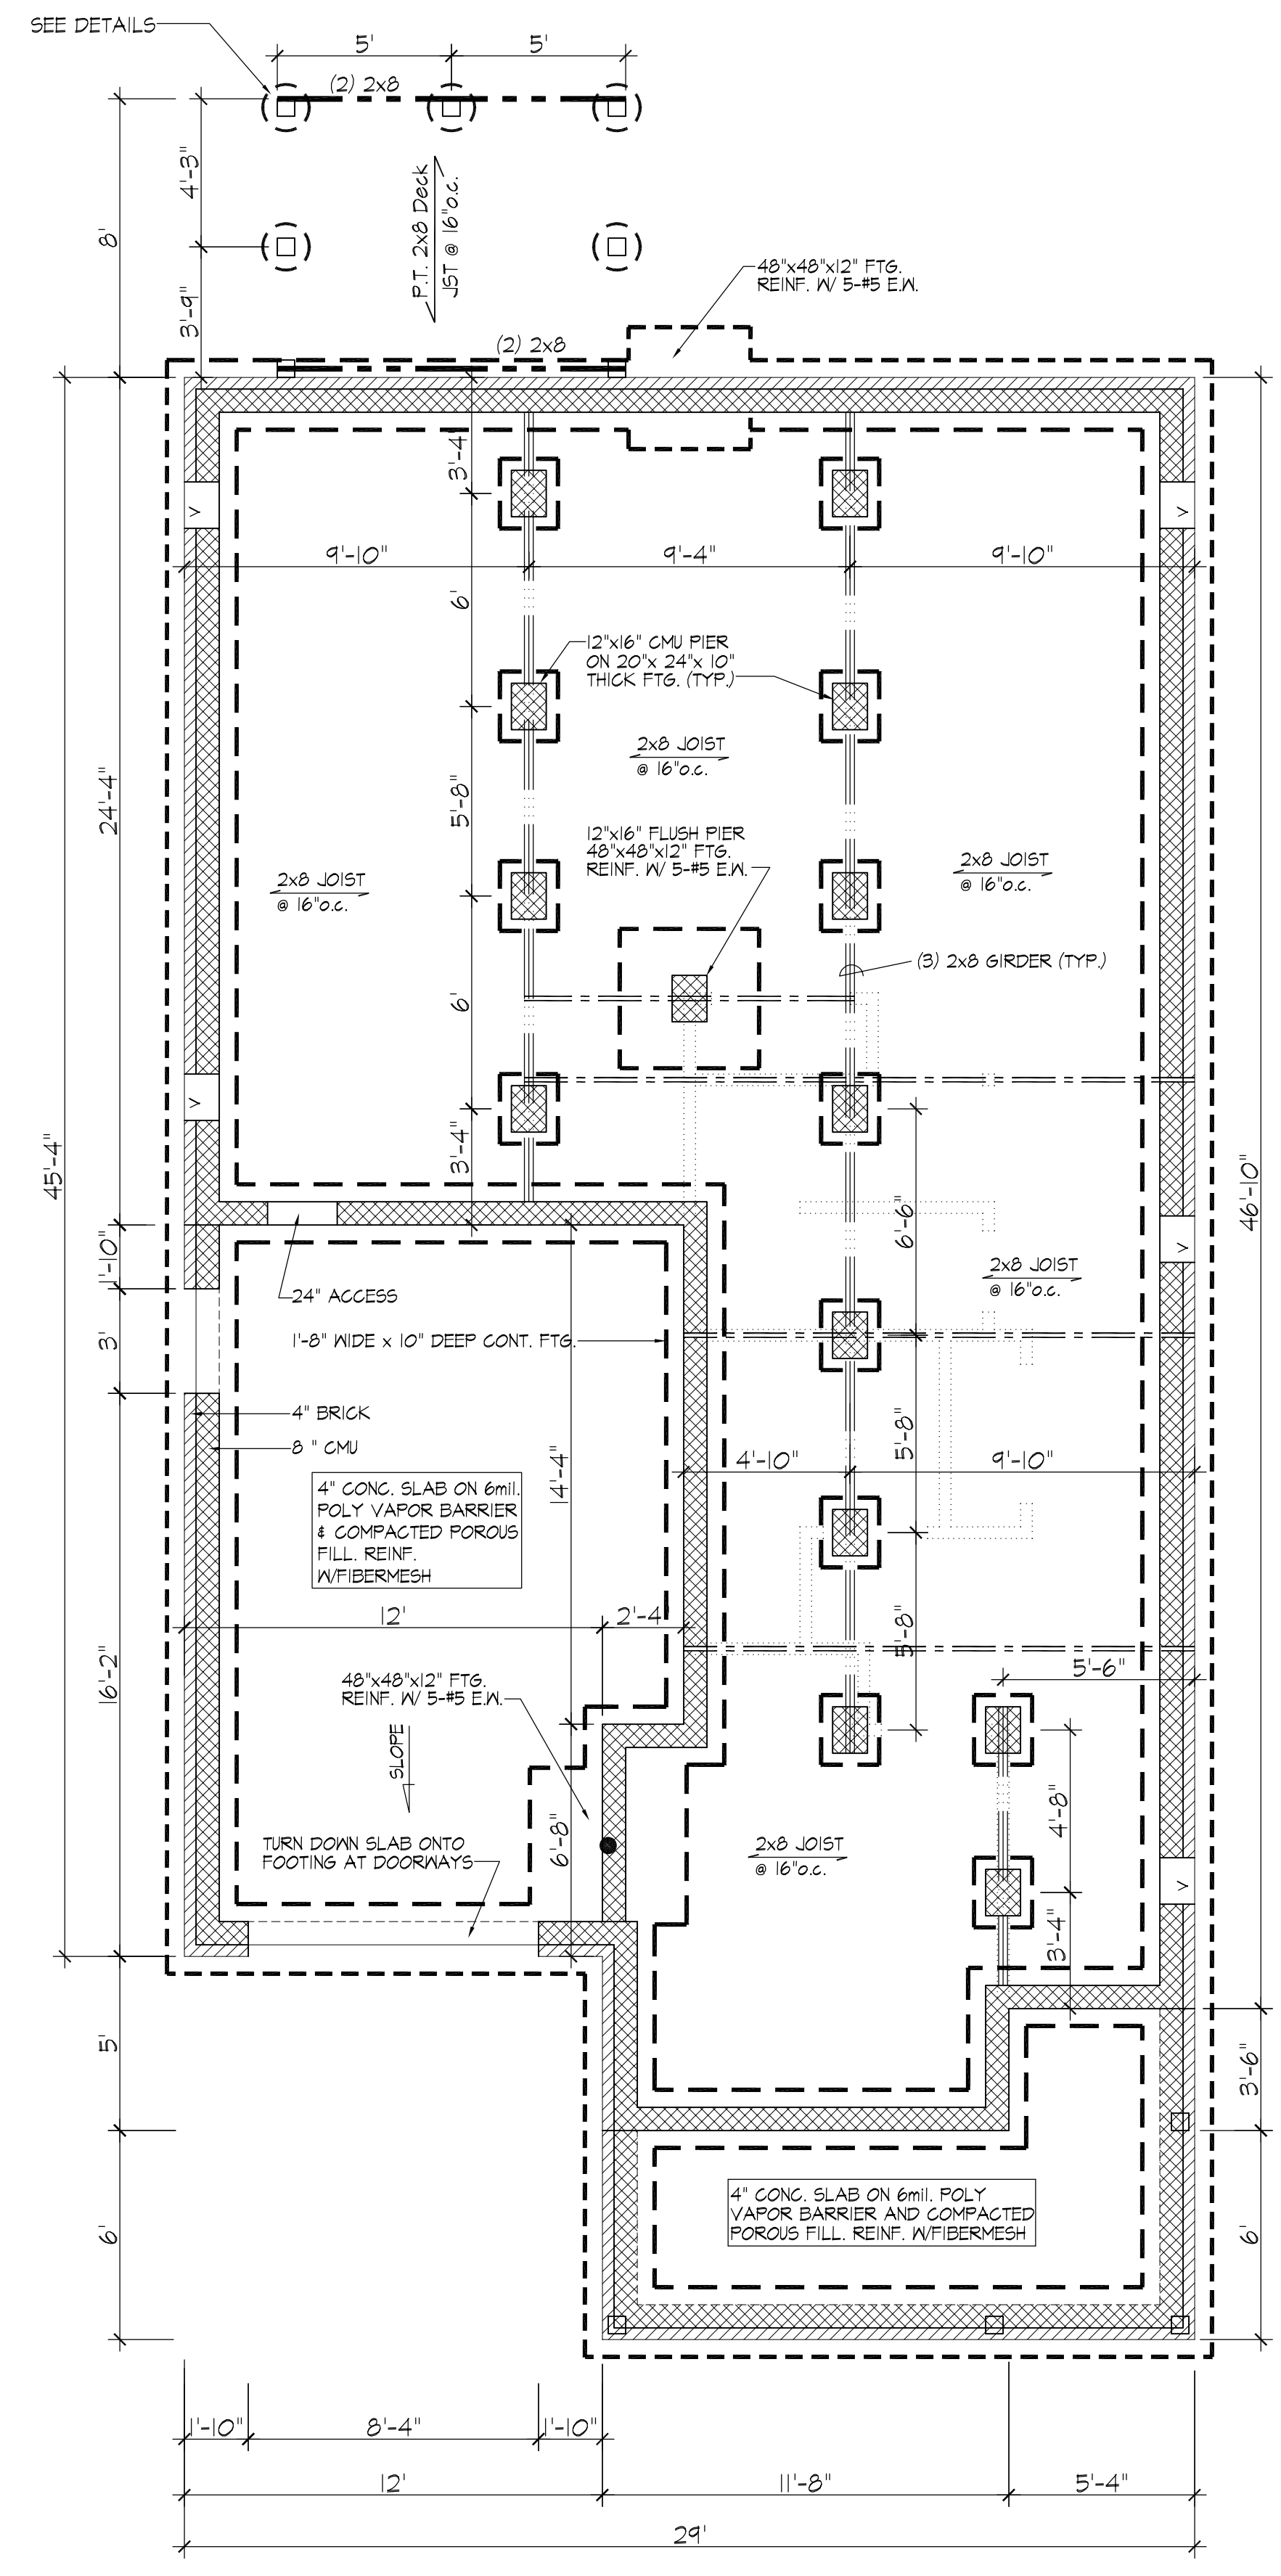 SEE DETAILS
5'
5'
(2) 2x8
4'-3"
8'
P.T. 2x8 Deck
JST @ 16"o.c.
3'-9"
48"x48"x12" FTG.
REINF. W/ 5-#5 E.W.
(2) 2x8
3'-4"
V
V
9'-10"
9'-4"
9'-10"
6'
12"x16" CMU PIER
ON 20"x 24"x 10"
THICK FTG. (TYP.)
2x8 JOIST
@ 16"o.c.
24'-4"
5'-8"
12"x16" FLUSH PIER
48"x48"x12" FTG.
REINF. W/ 5-#5 E.W.
2x8 JOIST
@ 16"o.c.
2x8 JOIST
@ 16"o.c.
(3) 2x8 GIRDER (TYP.)
6'
V
3'-4"
45'-4"
46'-10"
6'-6"
V
1'-10"
24" ACCESS
2x8 JOIST
@ 16"o.c.
3'
1'-8" WIDE x 10" DEEP CONT. FTG.
4" BRICK
8 " CMU
5'-8"
4'-10"
9'-10"
14'-4"
4" CONC. SLAB ON 6mil.
POLY VAPOR BARRIER
& COMPACTED POROUS
FILL. REINF.
W/FIBERMESH
12'
2'-4"
5'-8"
5'-6"
16'-2"
48"x48"x12" FTG.
REINF. W/ 5-#5 E.W.
SLOPE
4'-8"
TURN DOWN SLAB ONTO
FOOTING AT DOORWAYS
6'-8"
2x8 JOIST
@ 16"o.c.
V
3'-4"
5'
3'-6"
4" CONC. SLAB ON 6mil. POLY
VAPOR BARRIER AND COMPACTED
POROUS FILL. REINF. W/FIBERMESH
6'
6'
1'-10"
8'-4"
1'-10"
12'
11'-8"
5'-4"
29'